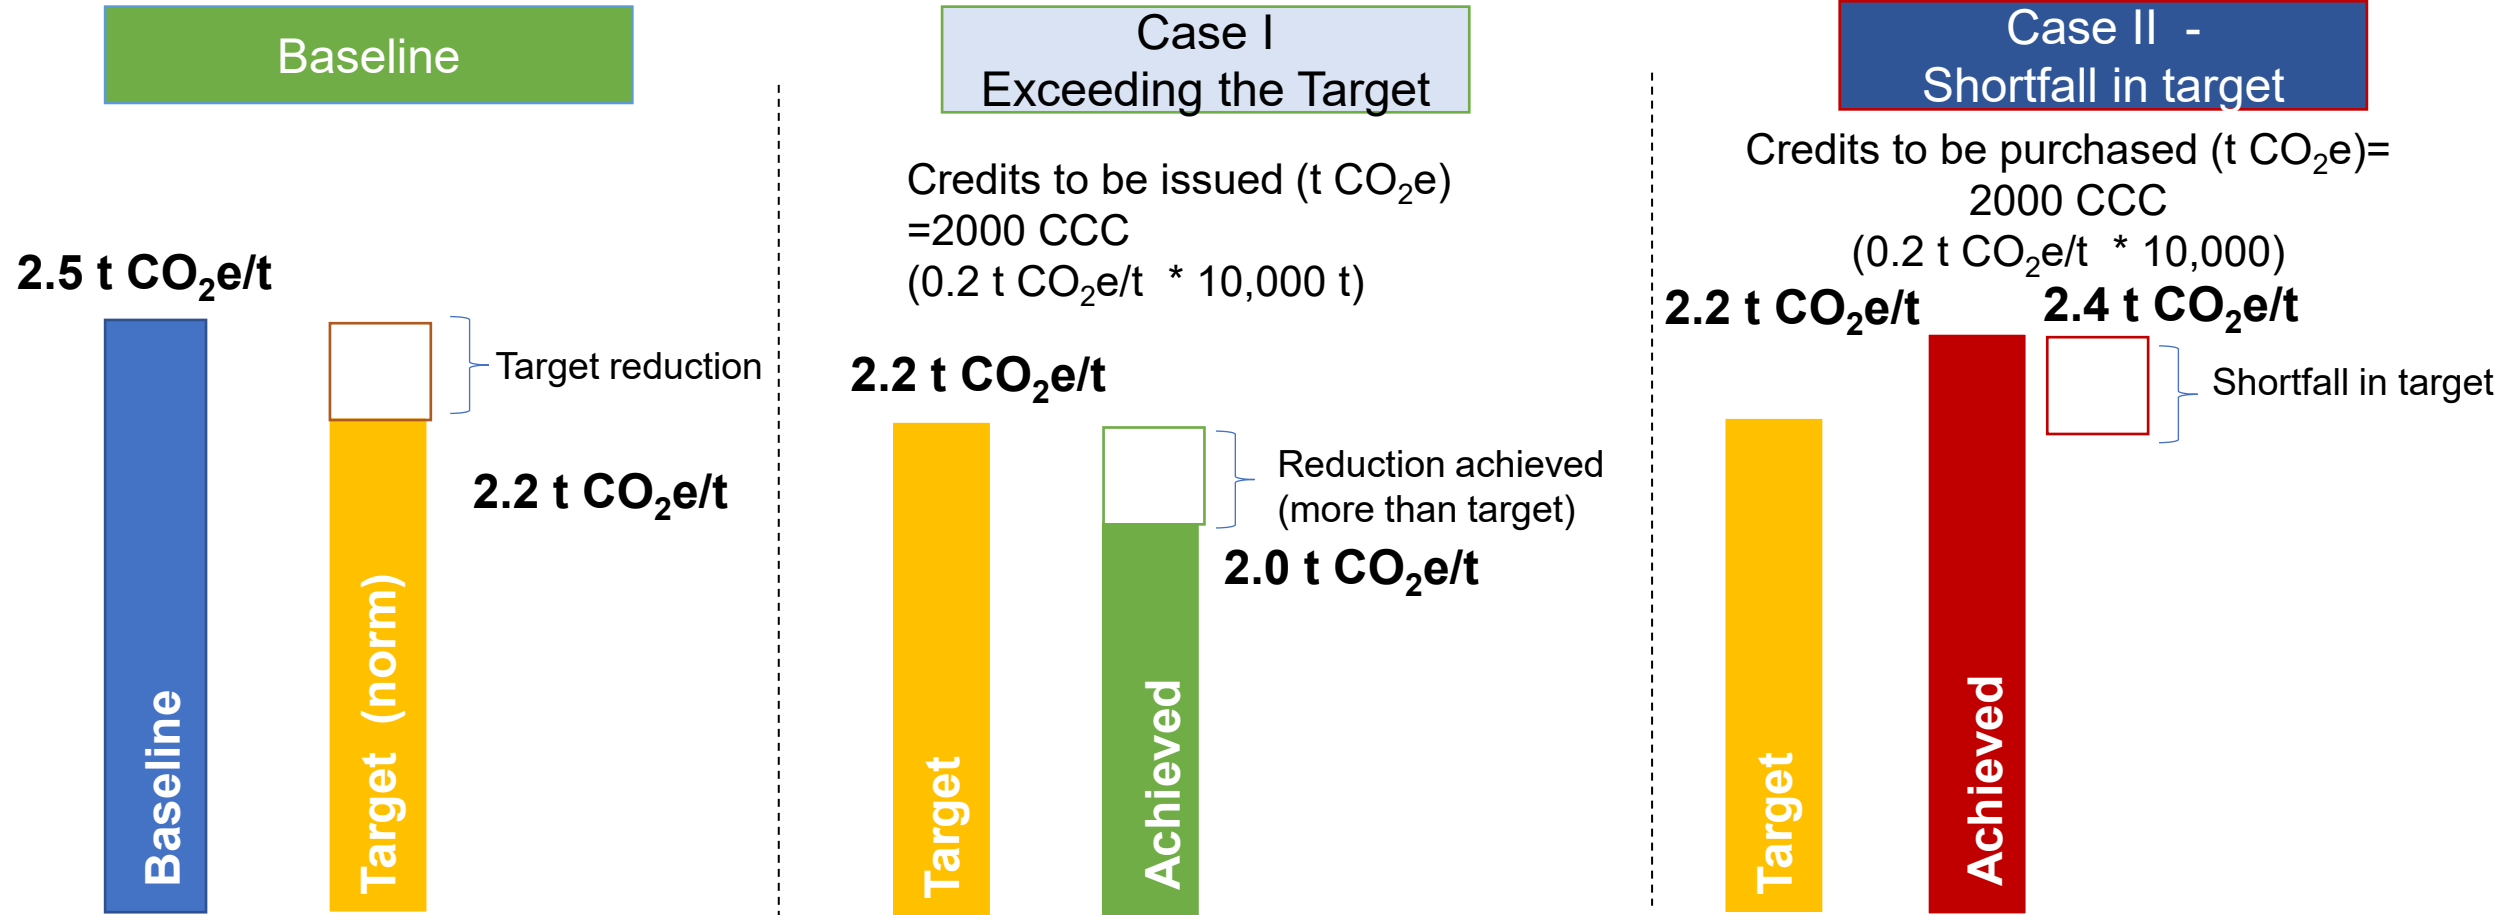 Baseline
2.5 t CO₂e/t
Target reduction
2.2 t CO₂e/t
Baseline
Target (norm)
Case I
Exceeding the Target
Credits to be issued (t CO₂e)
=2000 CCC
(0.2 t CO₂e/t * 10,000 t)
2.2 t CO₂e/t
Reduction achieved
(more than target)
2.0 t CO₂e/t
Target
Achieved
Case II -
Shortfall in target
Credits to be purchased (t CO₂e)=
2000 CCC
(0.2 t CO₂e/t * 10,000)
2.2 t CO₂e/t
2.4 t CO₂e/t
Shortfall in target
Target
Achieved